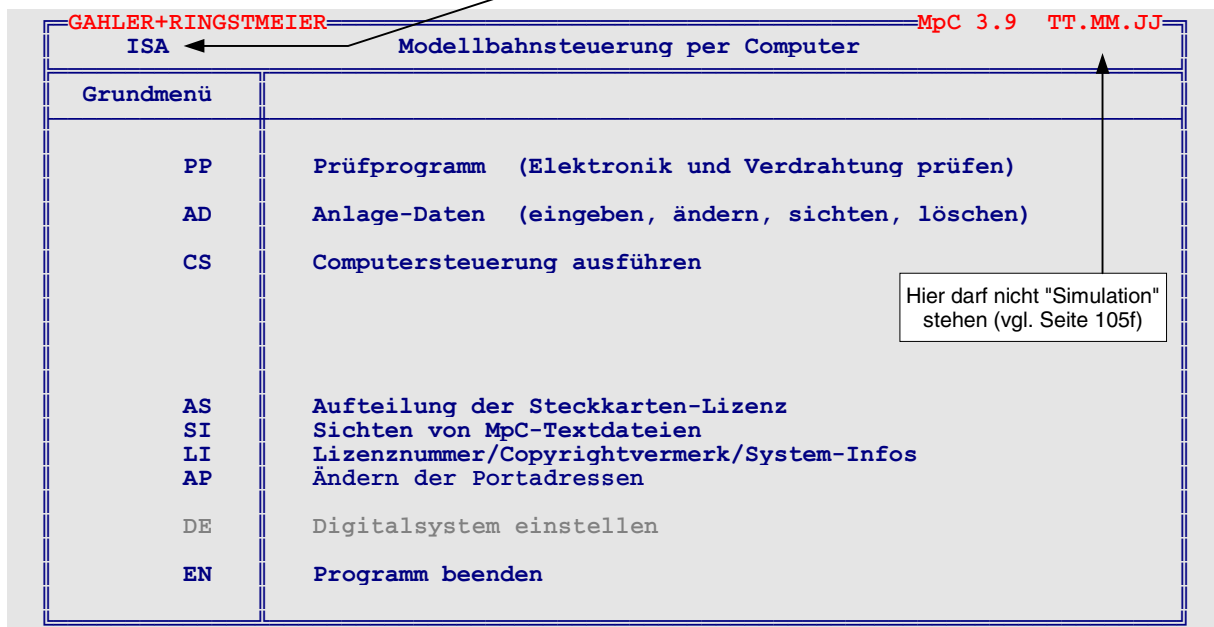 GAHLER+RINGSTMEIER MpC 3.9 TT.MM.JJ
ISA Modellbahnsteuerung per Computer
Grundmenü
PP Prüfprogramm (Elektronik und Verdrahtung prüfen)
AD Anlage-Daten (eingeben, ändern, sichten, löschen)
CS Computersteuerung ausführen
Hier darf nicht "Simulation"
stehen (vgl. Seite 105f)
AS Aufteilung der Steckkarten-Lizenz
SI Sichten von MpC-Textdateien
LI Lizenznummer/Copyrightvermerk/System-Infos
AP Ändern der Portadressen
DE Digitalsystem einstellen
EN Programm beenden